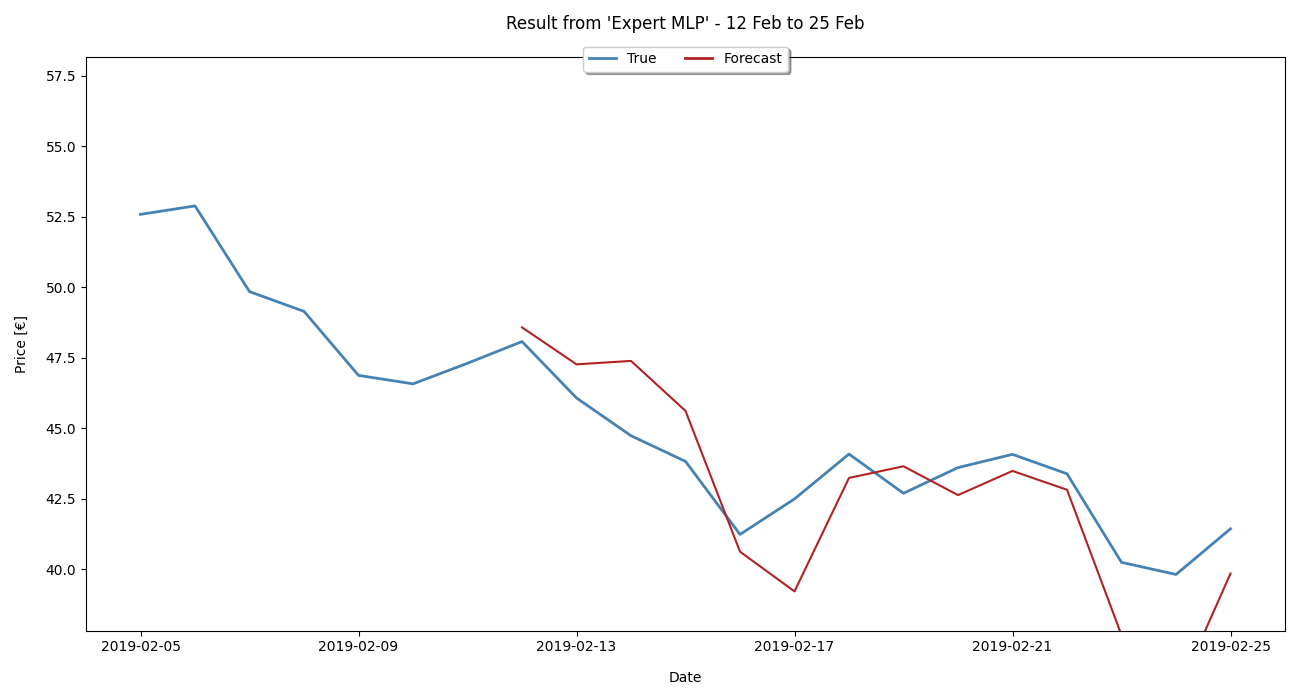 Result from 'Expert MLP' - 12 Feb to 25 Feb
True Forecast
57.5
55.0
52.5
50.0
47.5
45.0
42.5
40.0
Price [€]
2019-02-05 2019-02-09 2019-02-13 2019-02-17 2019-02-21 2019-02-25
Date